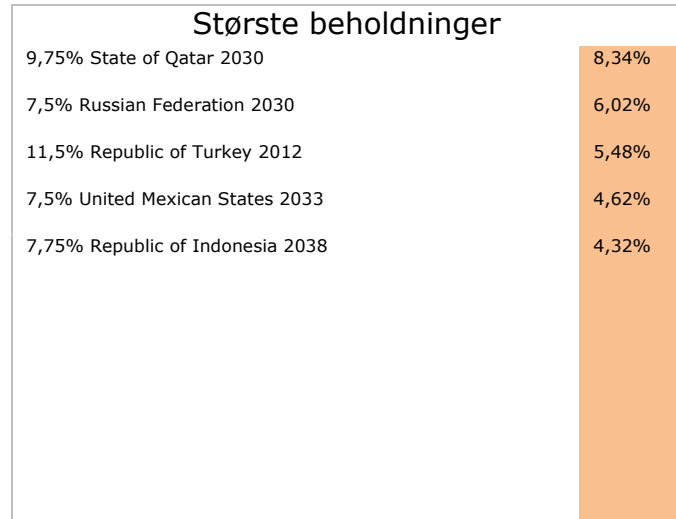 Største beholdninger
9,75% State of Qatar 2030 8,34%
7,5% Russian Federation 2030 6,02%
11,5% Republic of Turkey 2012 5,48%
7,5% United Mexican States 2033 4,62%
7,75% Republic of Indonesia 2038 4,32%